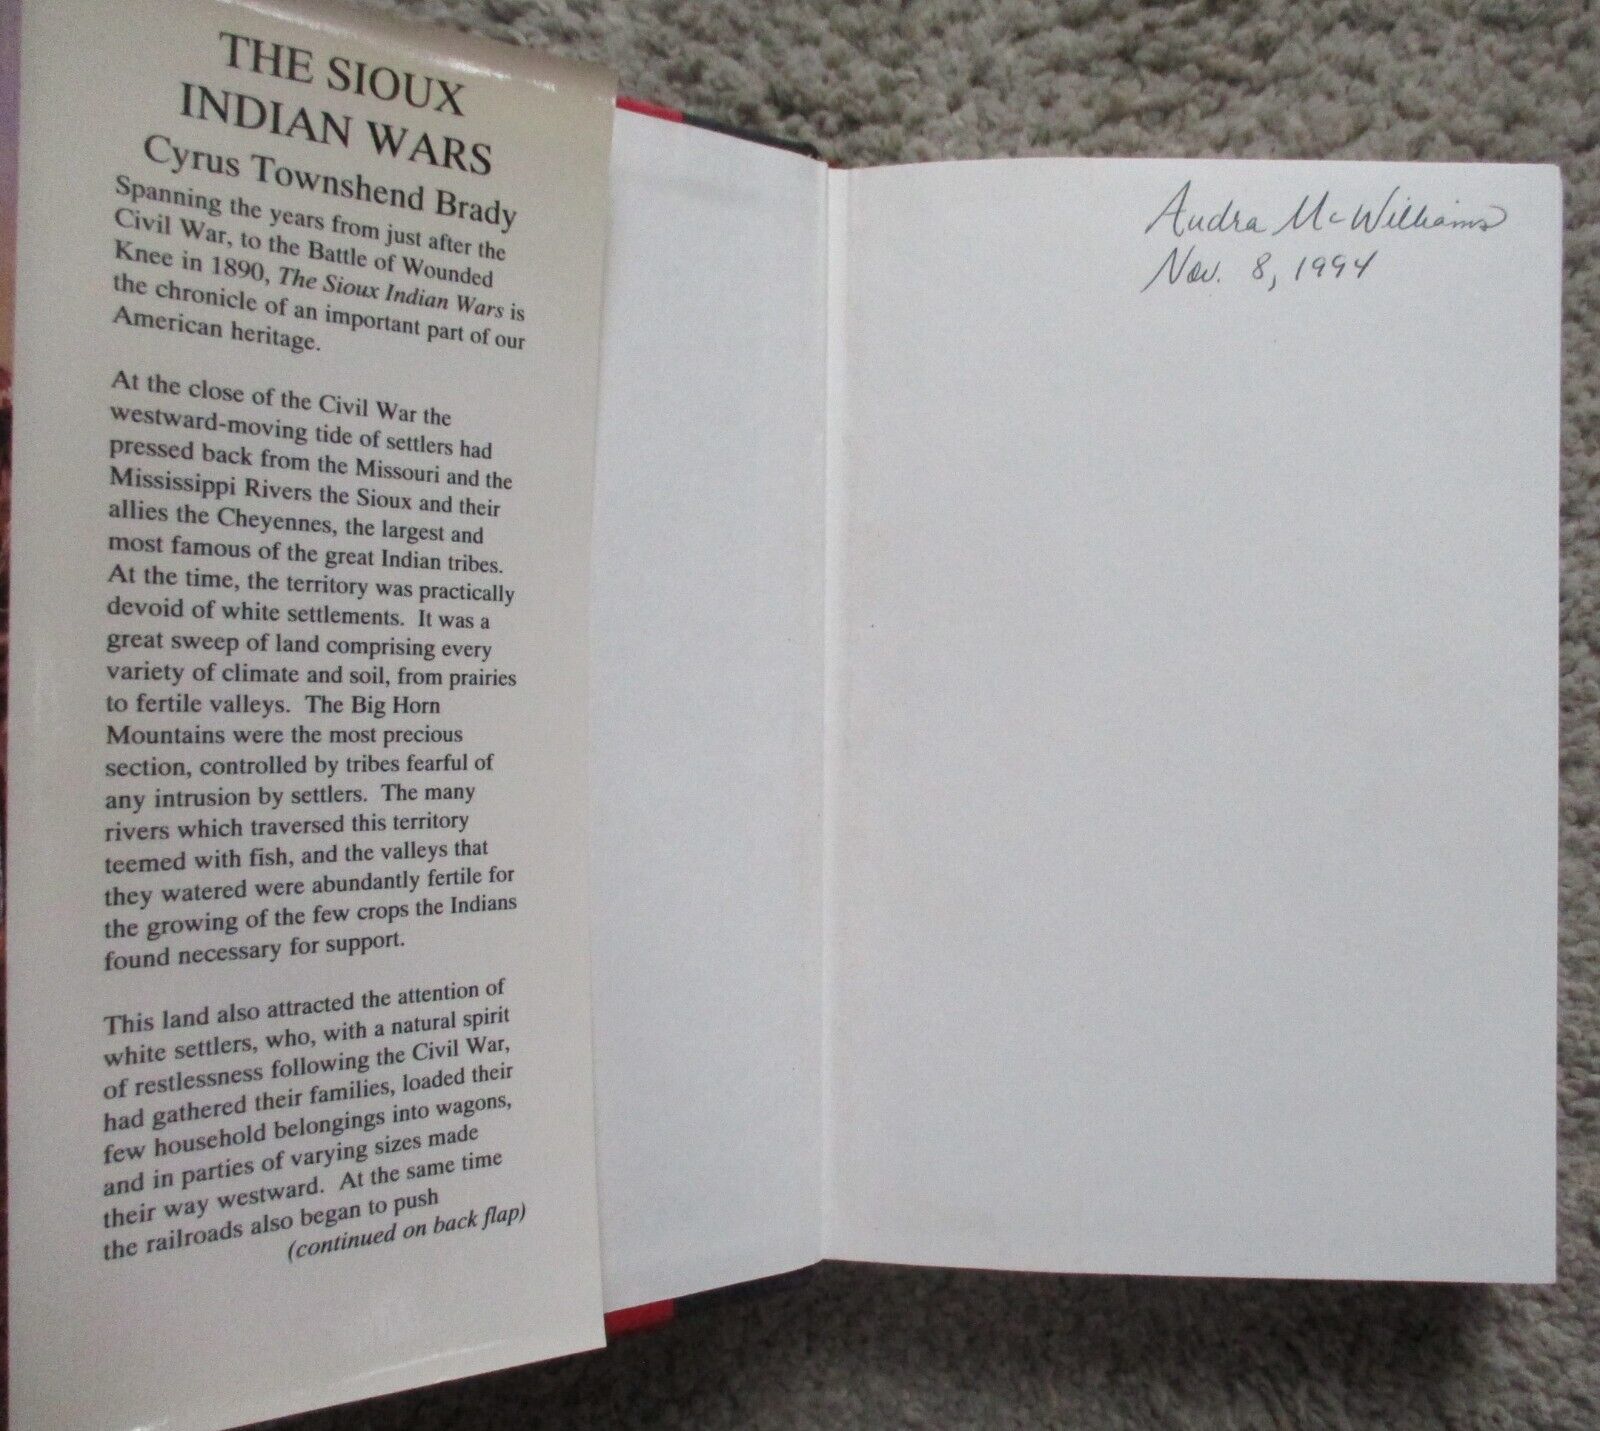 THE SIOUX
INDIAN WARS
Cyrus Townshend Brady
Spanning the years from just after the
Civil War, to the Battle of Wounded
Knee in 1890, The Sioux Indian Wars is
the chronicle of an important part of our
American heritage.
At the close of the Civil War the
westward-moving tide of settlers had
pressed back from the Missouri and the
Mississippi Rivers the Sioux and their
allies the Cheyennes, the largest and
most famous of the great Indian tribes.
At the time, the territory was practically
devoid of white settlements. It was a
great sweep of land comprising every
variety of climate and soil, from prairies
to fertile valleys. The Big Horn
Mountains were the most precious
section, controlled by tribes fearful of
any intrusion by settlers. The many
rivers which traversed this territory
teemed with fish, and the valleys that
they watered were abundantly fertile for
the growing of the few crops the Indians
found necessary for support.
This land also attracted the attention of
white settlers, who, with a natural spirit
of restlessness following the Civil War,
had gathered their families, loaded their
few household belongings into wagons,
and in parties of varying sizes made
their way westward. At the same time
the railroads also began to push
(continued on back flap)
Audra McWilliams
Nov. 8, 1994